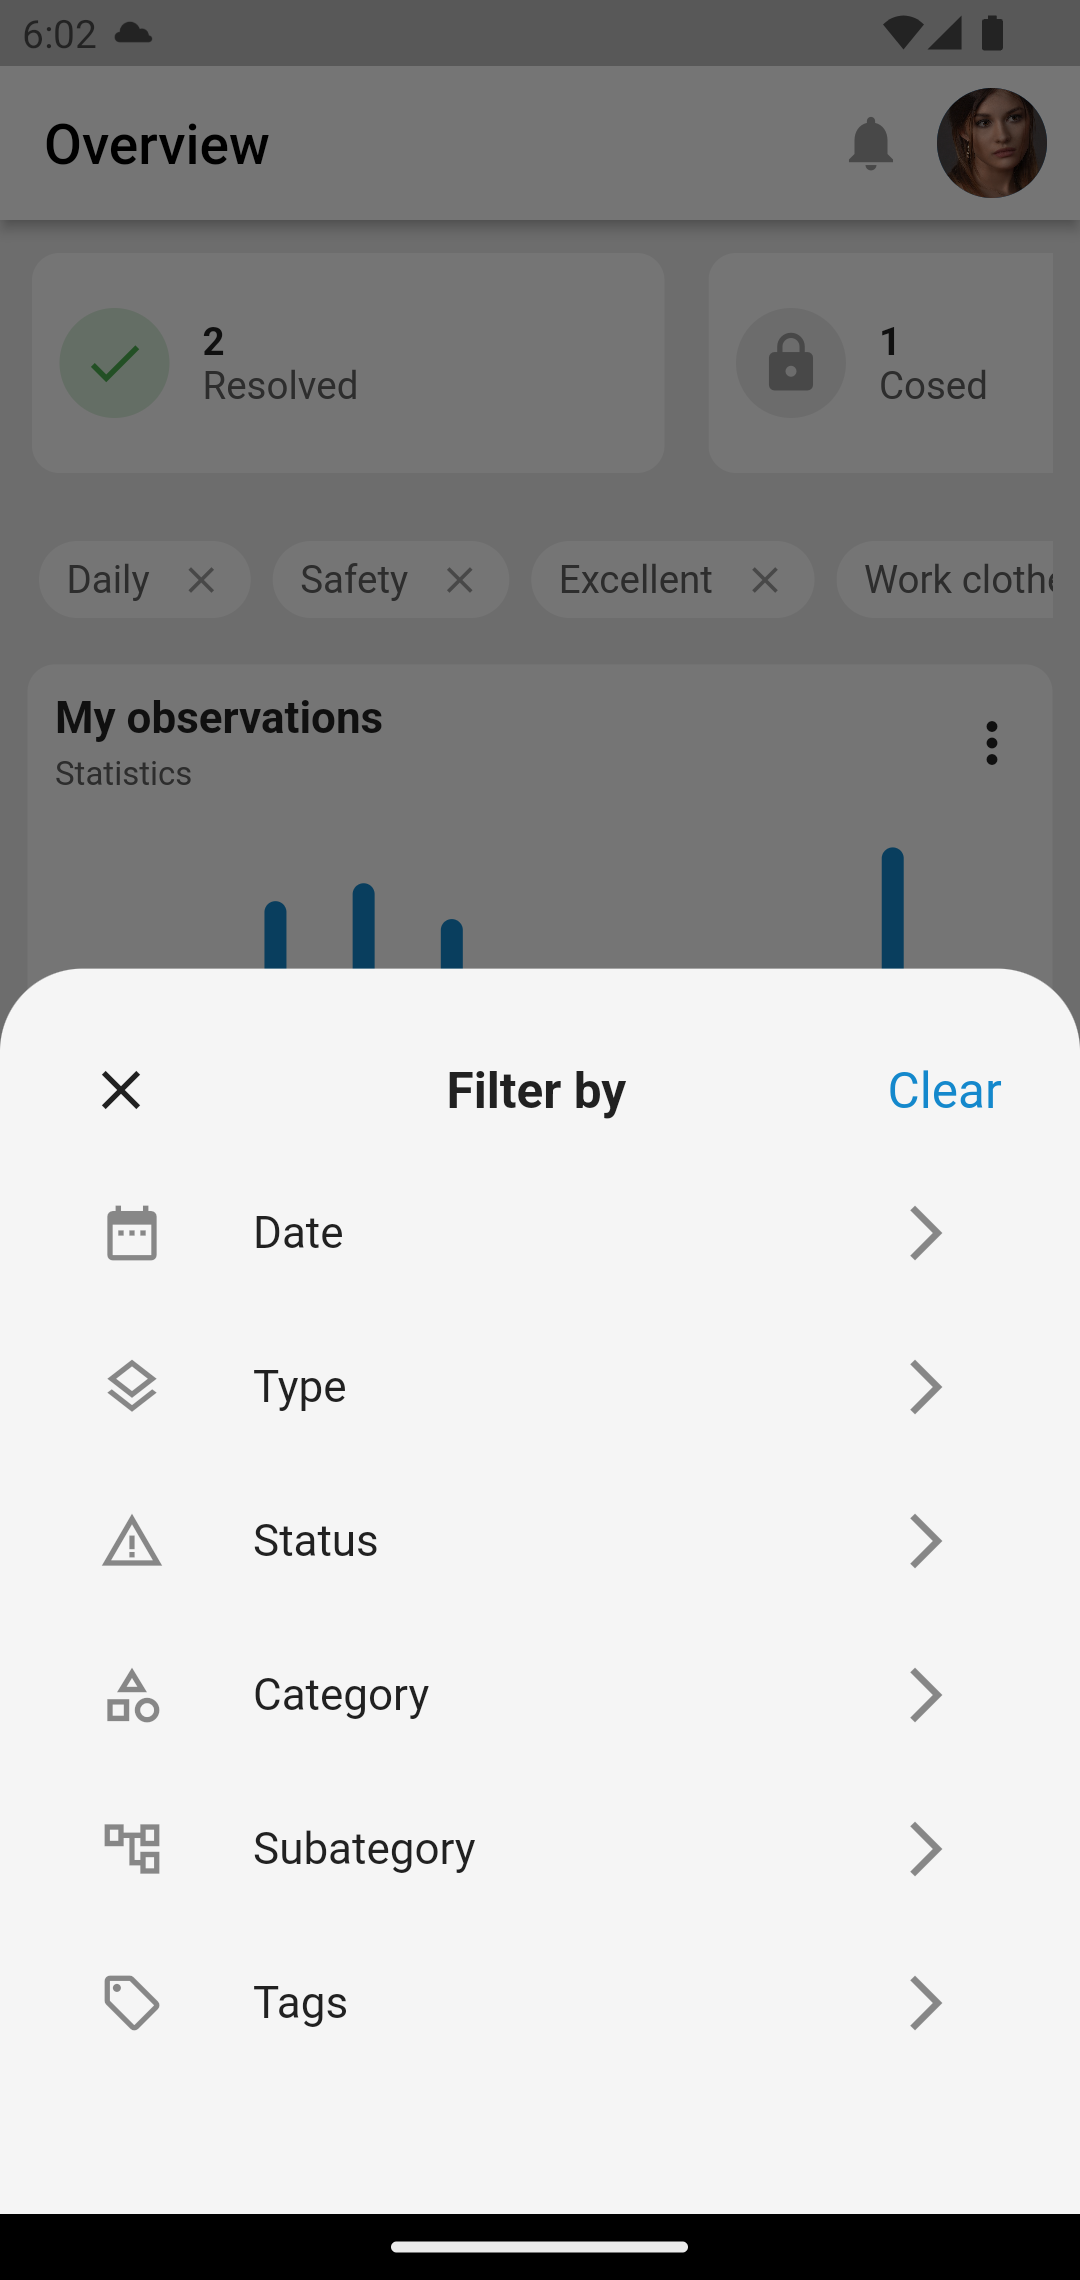 6:02
Overview
2
Resolved
1
Cosed
Daily
Safety
Excellent
Work clothe
My observations
Statistics
Filter by
Clear
Date
Type
Status
Category
Subategory
Tags